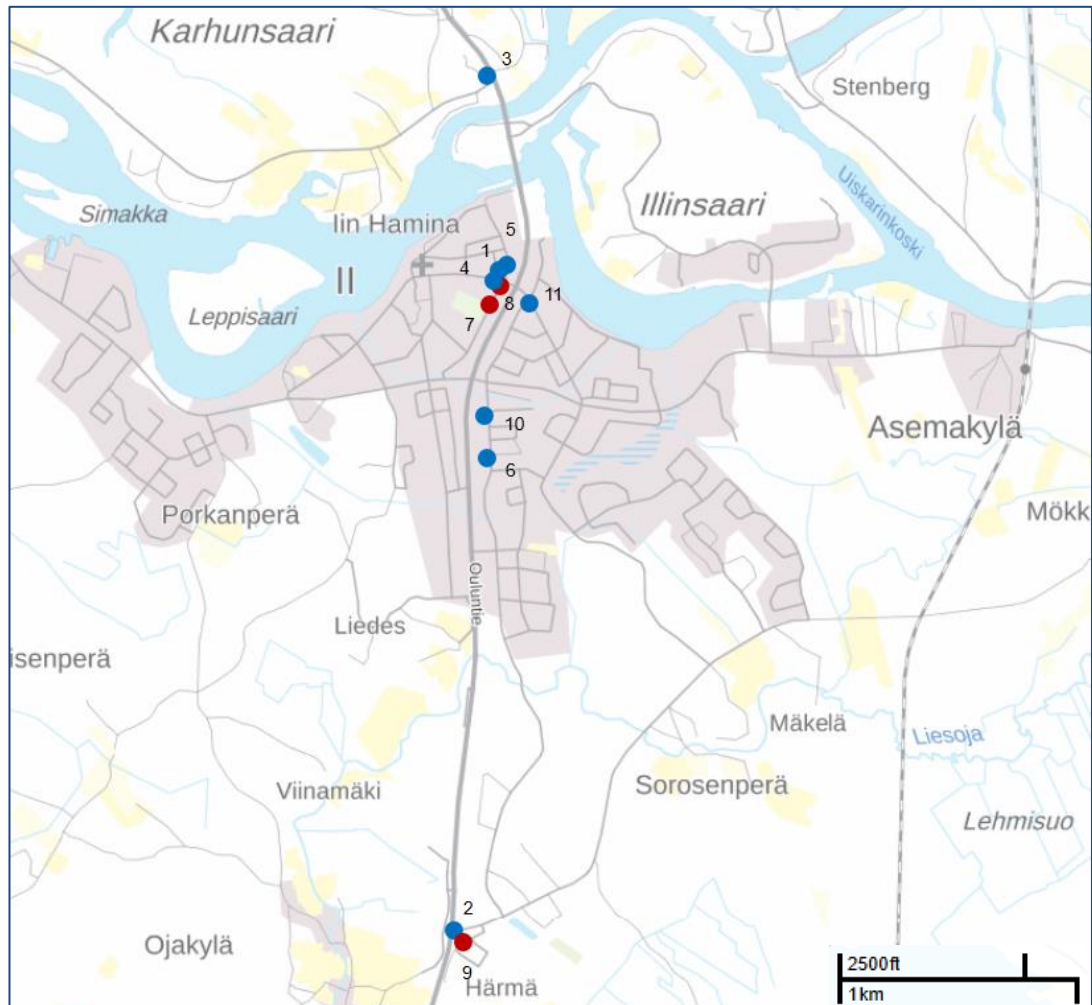 Karhunsaari
3
Stenberg
Uiskarinkoski
Simakka
Iin Hamina
Illinsaari
5
1
4
II
8
11
Leppisaari
7
10
Asemakylä
6
Porkanperä
Mökk
Ouluntie
Liedes
isenperä
Mäkelä
Liesoja
Viinamäki
Sorosenperä
Lehmisuo
2
Ojakylä
9
Härmä
2500ft
1km